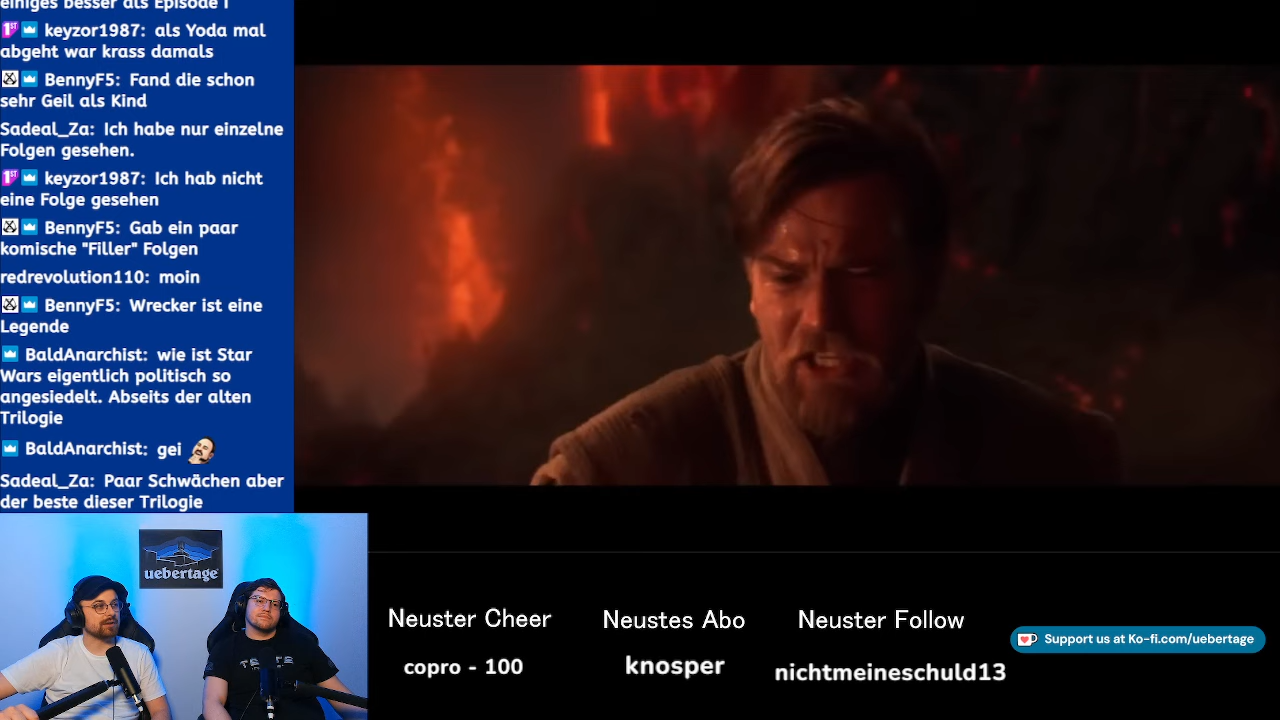 einiges besser als Episode I
keyzor1987: als Yoda mal
abgeht war krass damals
BennyF5: Fand die schon
sehr Geil als Kind
Sadeal_Za: Ich habe nur einzelne
Folgen gesehen.
keyzor1987: Ich hab nicht
eine Folge gesehen
BennyF5: Gab ein paar
komische "Filler" Folgen
redrevolution110: moin
BennyF5: Wrecker ist eine
Legende
BaldAnarchist: wie ist Star
Wars eigentlich politisch so
angesiedelt. Abseits der alten
Trilogie
BaldAnarchist: gei
Sadeal_Za: Paar Schwächen aber
der beste dieser Trilogie
uebertage
Neuster Cheer
copro - 100
Neustes Abo
knosper
Neuster Follow
nichtmeineschuld13
Support us at Ko-fi.com/uebertage